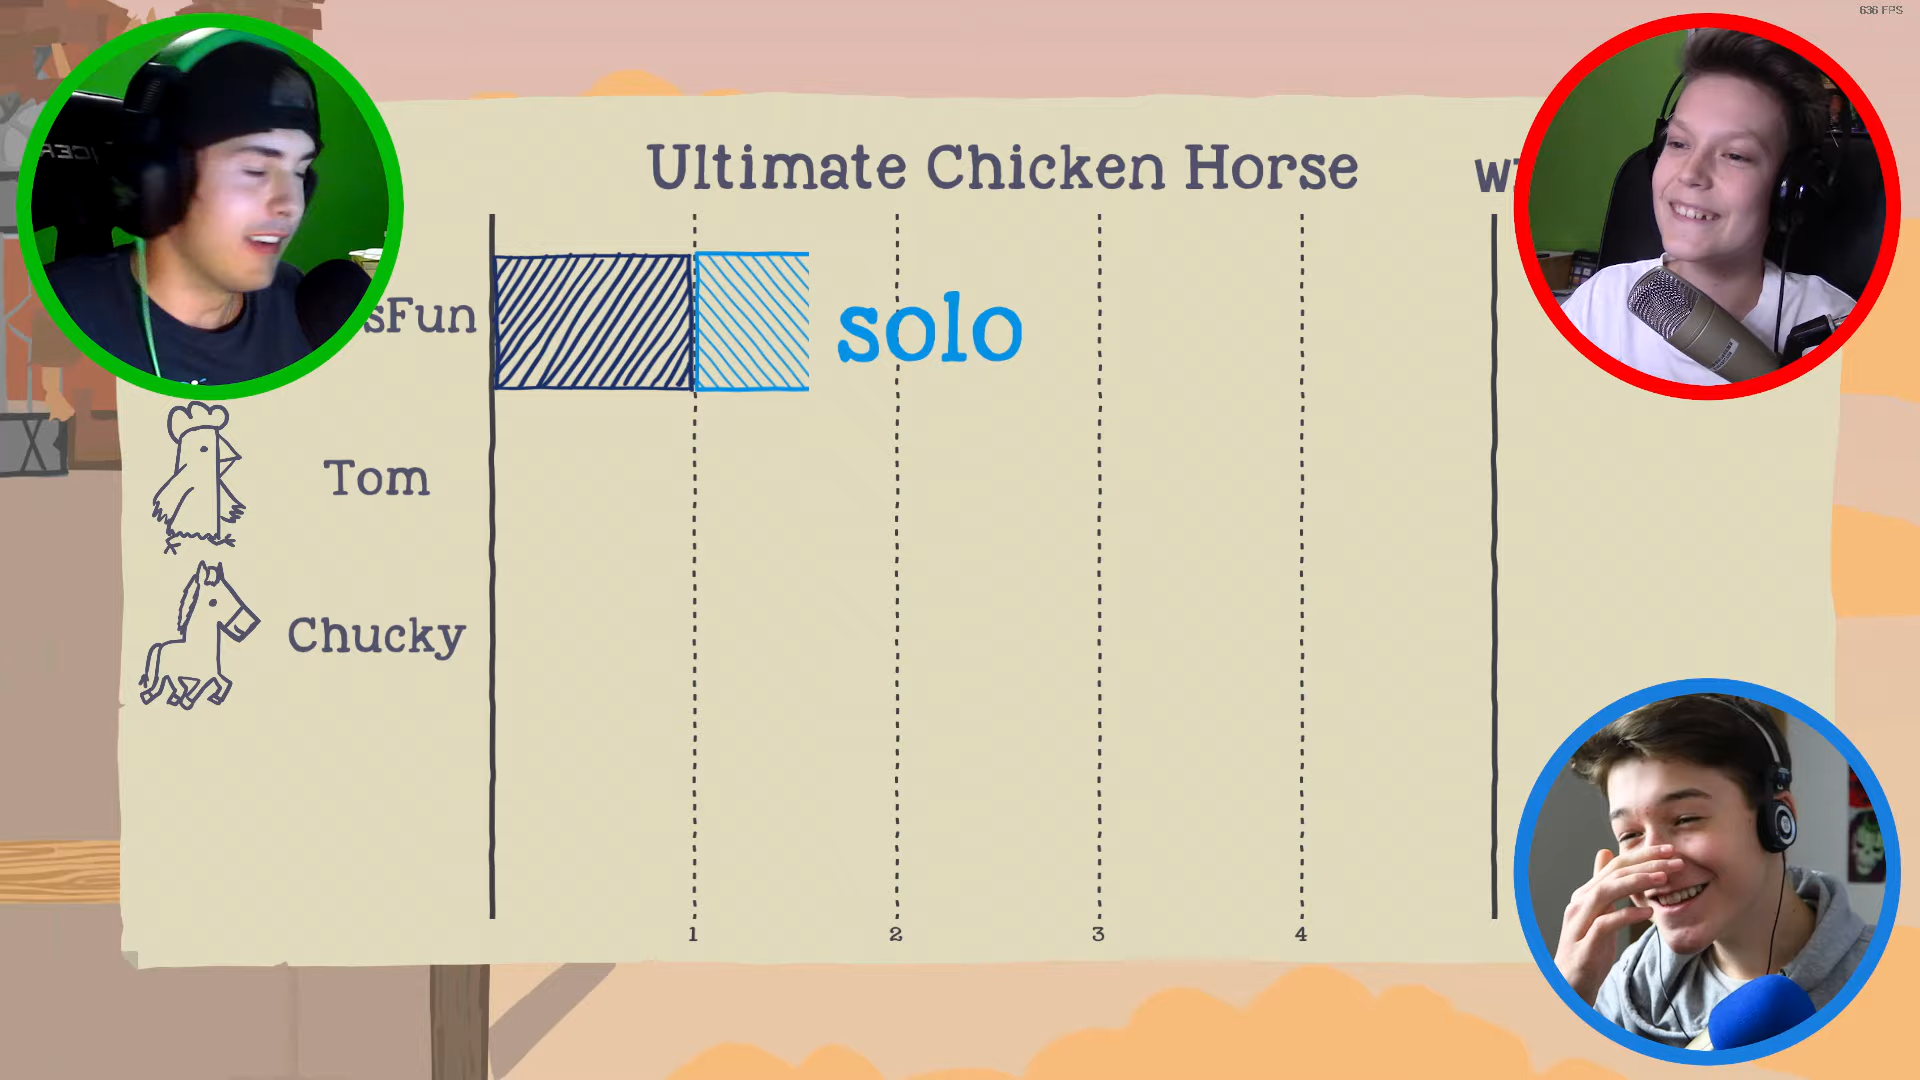 636 FPS
Ultimate Chicken Horse
sFun
solo
Tom
Chucky
1 2 3 4